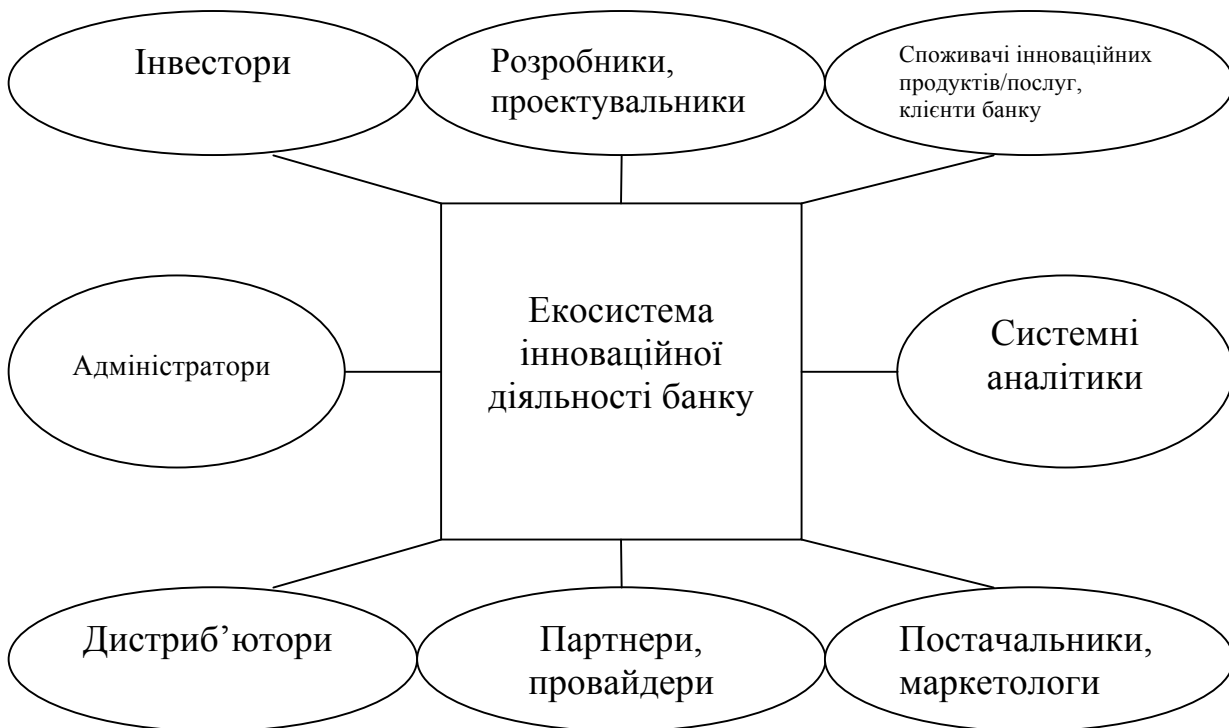 Інвестори
Розробники,
проектувальники
Споживачі інноваційних
продуктів/послуг,
клієнти банку
Адміністратори
Екосистема
інноваційної
діяльності банку
Системні
аналітики
Дистриб’ютори
Партнери,
провайдери
Постачальники,
маркетологи